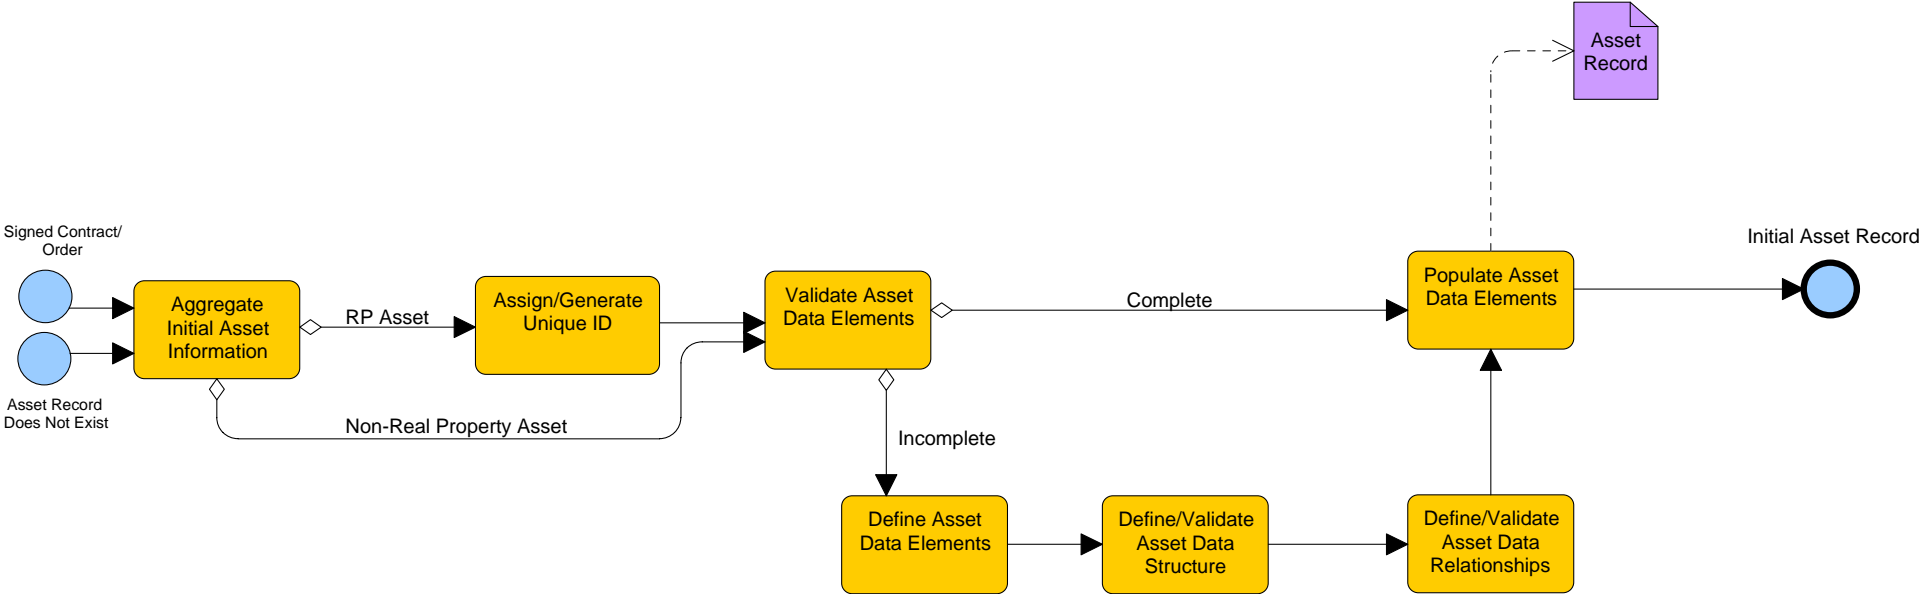 Asset
Record
Signed Contract/
Order
Initial Asset Record
Aggregate
Initial Asset
Information
RP Asset
Assign/Generate
Unique ID
Validate Asset
Data Elements
Complete
Populate Asset
Data Elements
Asset Record
Does Not Exist
Non-Real Property Asset
Incomplete
Define Asset
Data Elements
Define/Validate
Asset Data
Structure
Define/Validate
Asset Data
Relationships